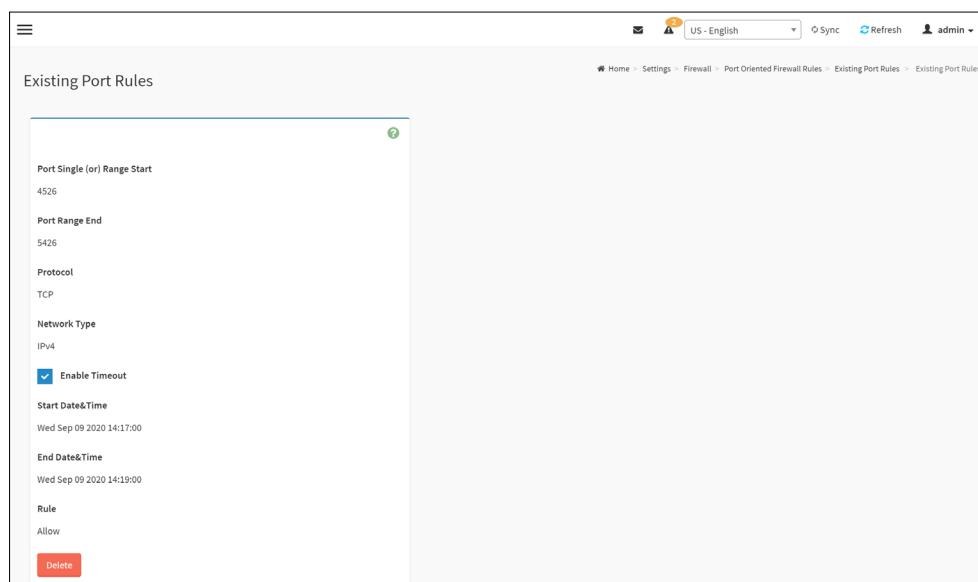 2
US - English
Sync
Refresh
admin
Existing Port Rules
Home > Settings > Firewall > Port Oriented Firewall Rules > Existing Port Rules > Existing Port Rules
?
Port Single (or) Range Start
4526
Port Range End
5426
Protocol
TCP
Network Type
IPv4
Enable Timeout
Start Date&Time
Wed Sep 09 2020 14:17:00
End Date&Time
Wed Sep 09 2020 14:19:00
Rule
Allow
Delete